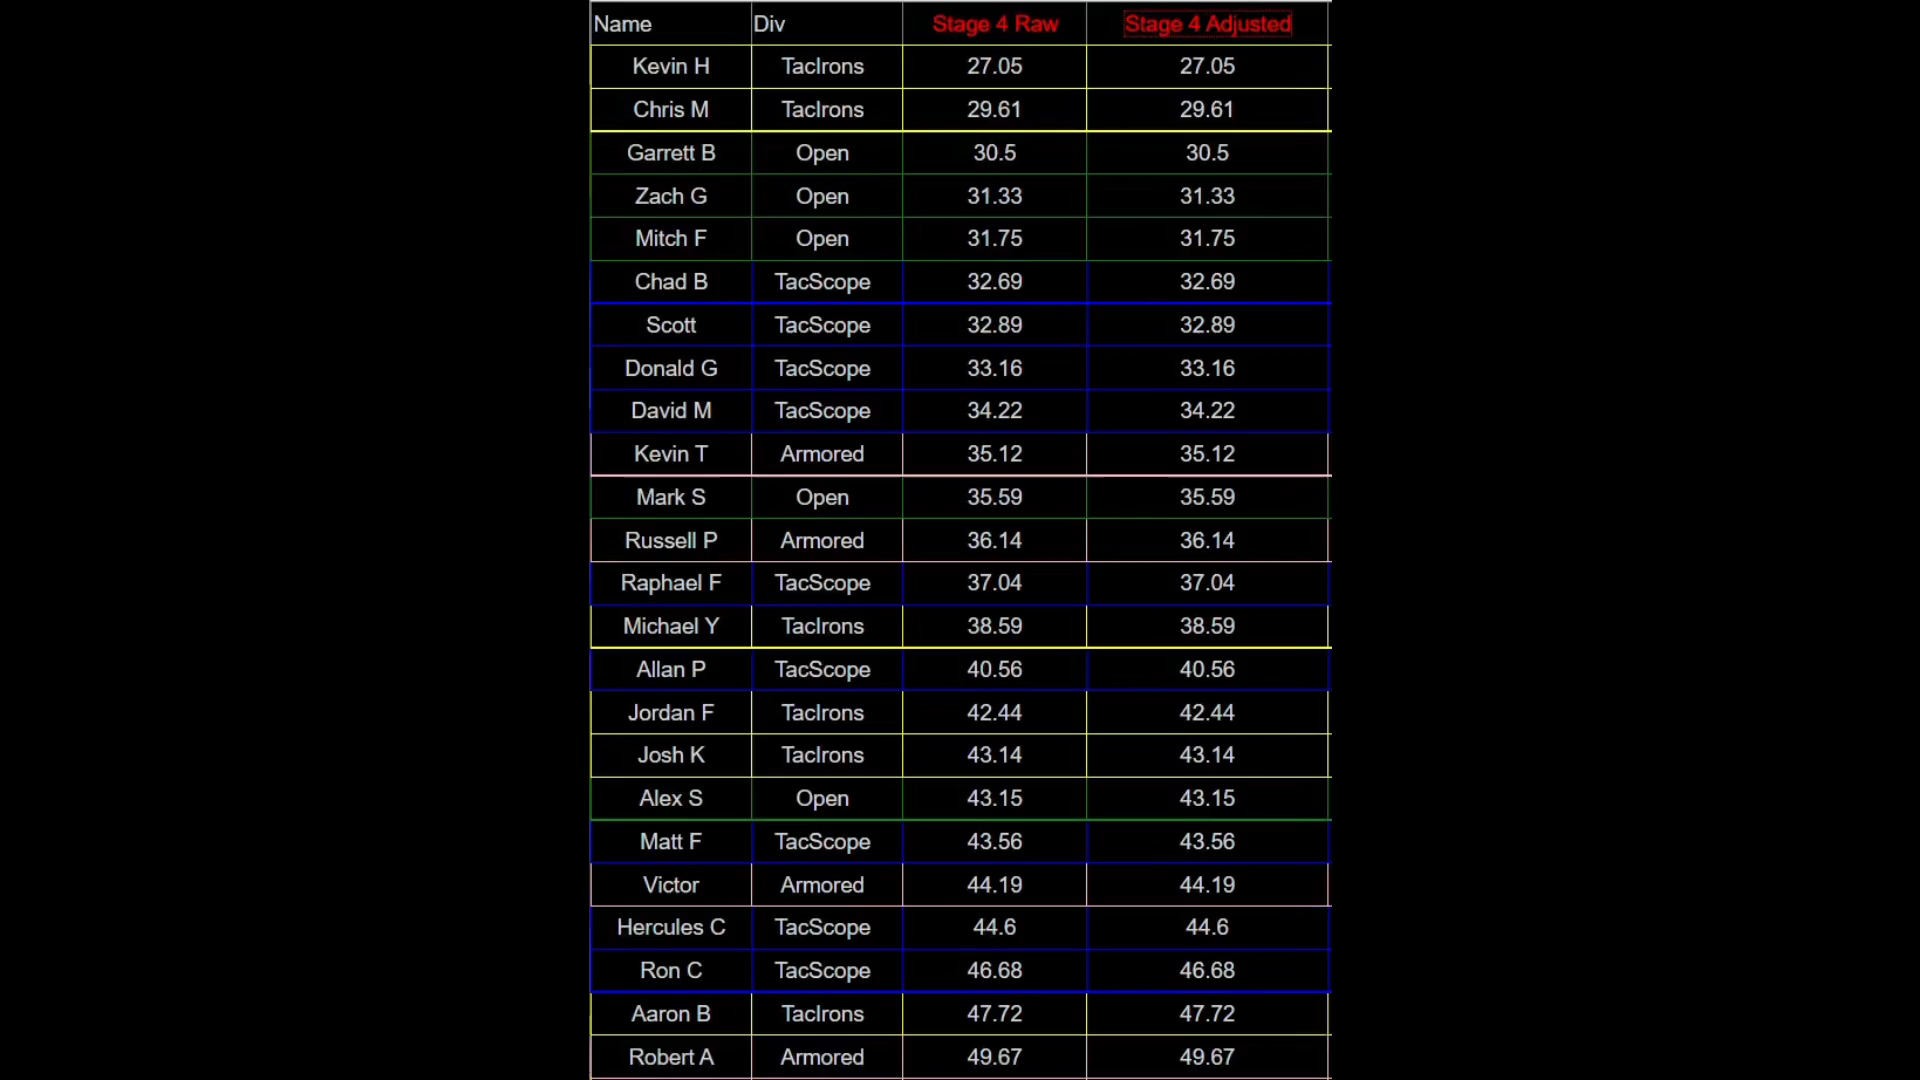 Name Div Stage 4 Raw Stage 4 Adjusted
Kevin H TacIrons 27.05 27.05
Chris M TacIrons 29.61 29.61
Garrett B Open 30.5 30.5
Zach G Open 31.33 31.33
Mitch F Open 31.75 31.75
Chad B TacScope 32.69 32.69
Scott TacScope 32.89 32.89
Donald G TacScope 33.16 33.16
David M TacScope 34.22 34.22
Kevin T Armored 35.12 35.12
Mark S Open 35.59 35.59
Russell P Armored 36.14 36.14
Raphael F TacScope 37.04 37.04
Michael Y TacIrons 38.59 38.59
Allan P TacScope 40.56 40.56
Jordan F TacIrons 42.44 42.44
Josh K TacIrons 43.14 43.14
Alex S Open 43.15 43.15
Matt F TacScope 43.56 43.56
Victor Armored 44.19 44.19
Hercules C TacScope 44.6 44.6
Ron C TacScope 46.68 46.68
Aaron B TacIrons 47.72 47.72
Robert A Armored 49.67 49.67